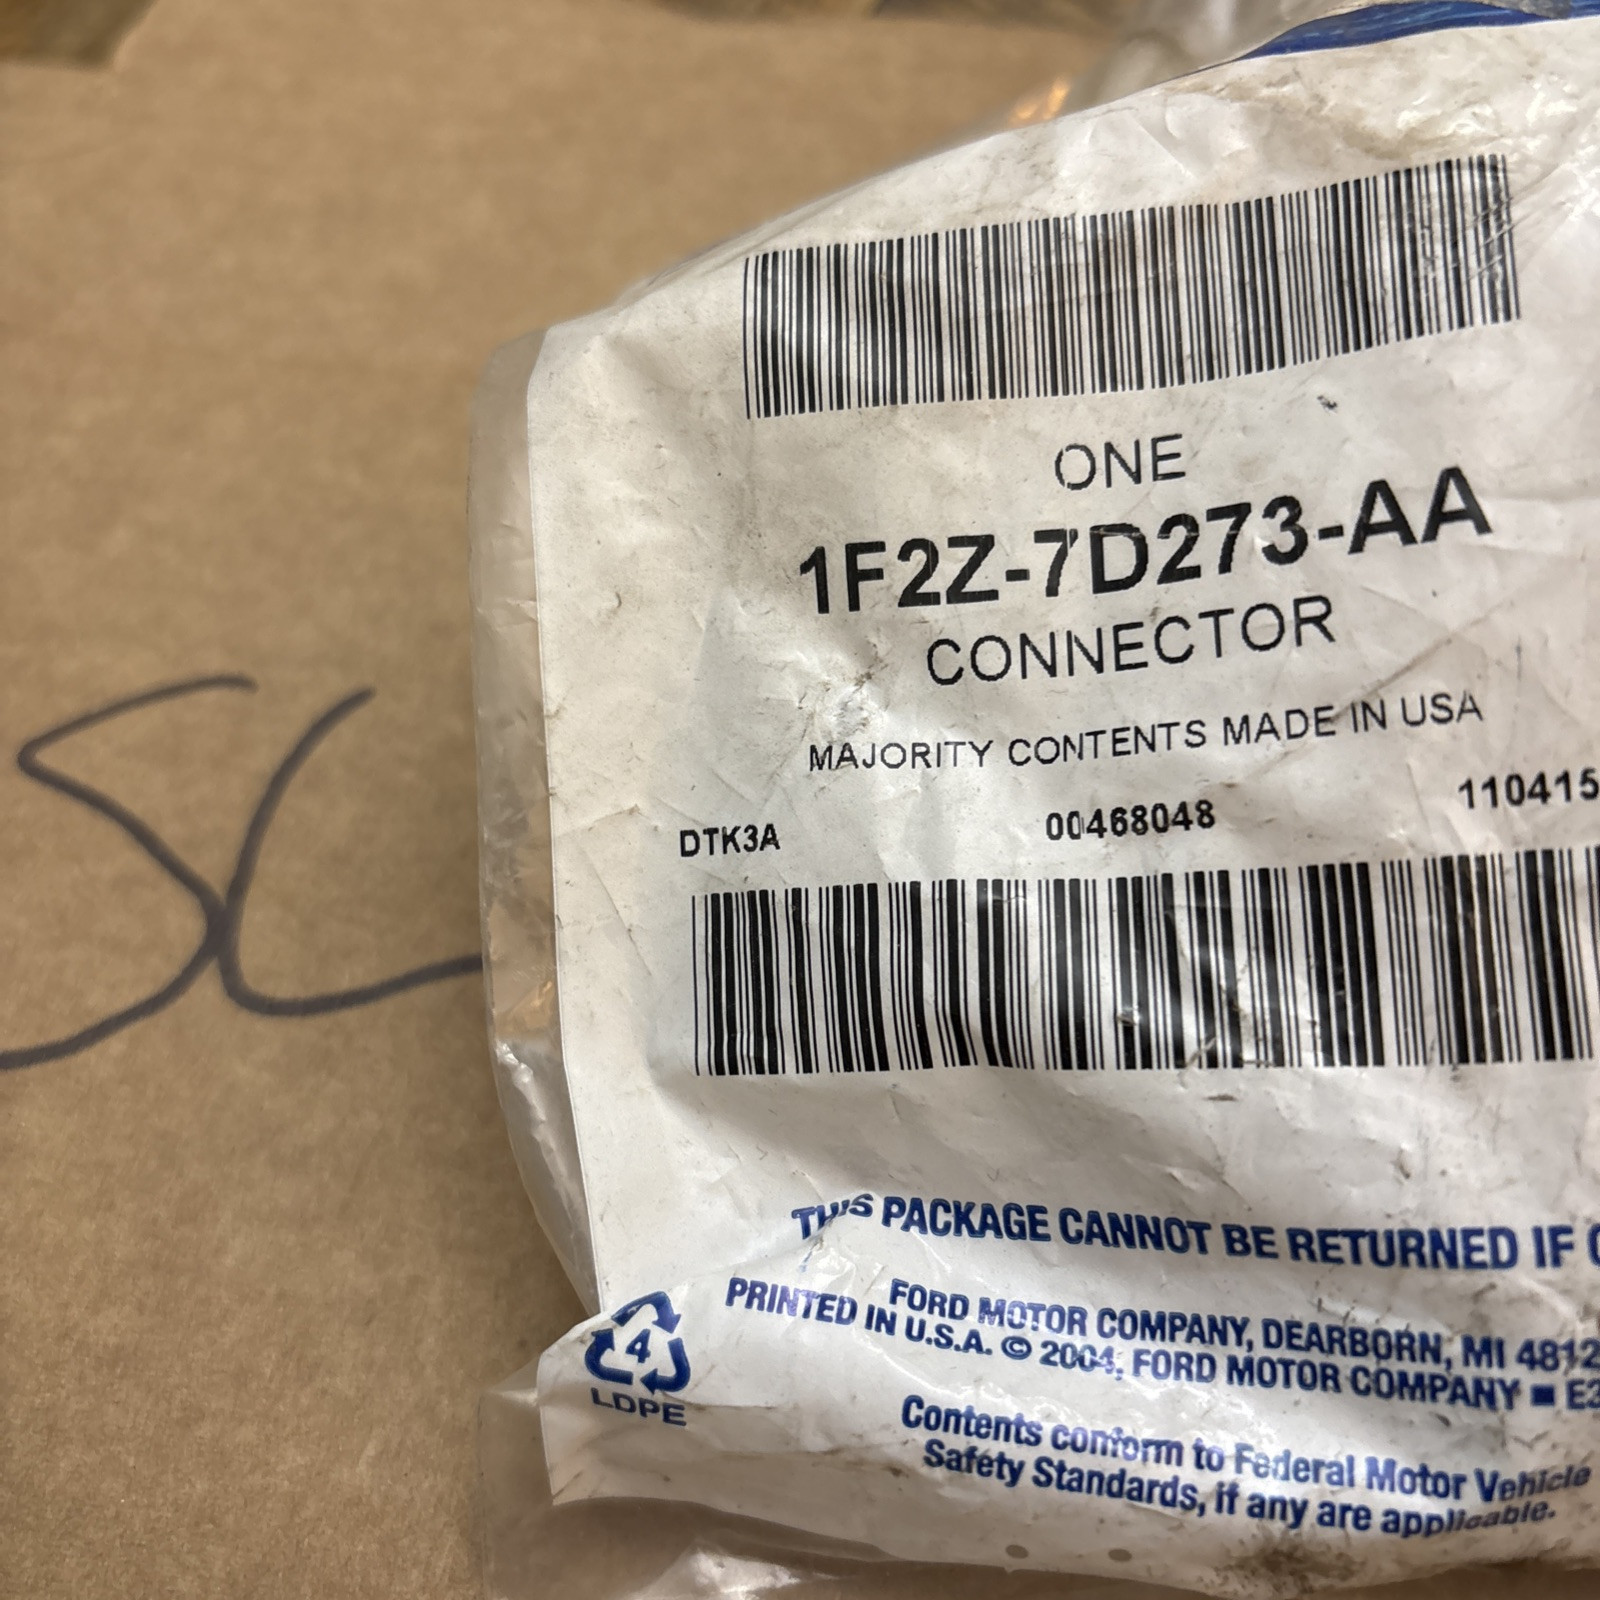 ONE
1F2Z-7D273-AA
CONNECTOR
MAJORITY CONTENTS MADE IN USA
DTK3A 00468048 110415
THIS PACKAGE CANNOT BE RETURNED IF
FORD MOTOR COMPANY, DEARBORN, MI 4812
PRINTED IN U.S.A. © 2004, FORD MOTOR COMPANY ■ E3
Contents conform to Federal Motor Vehicle
Safety Standards, if any are applicable.
4
LDPE
SC